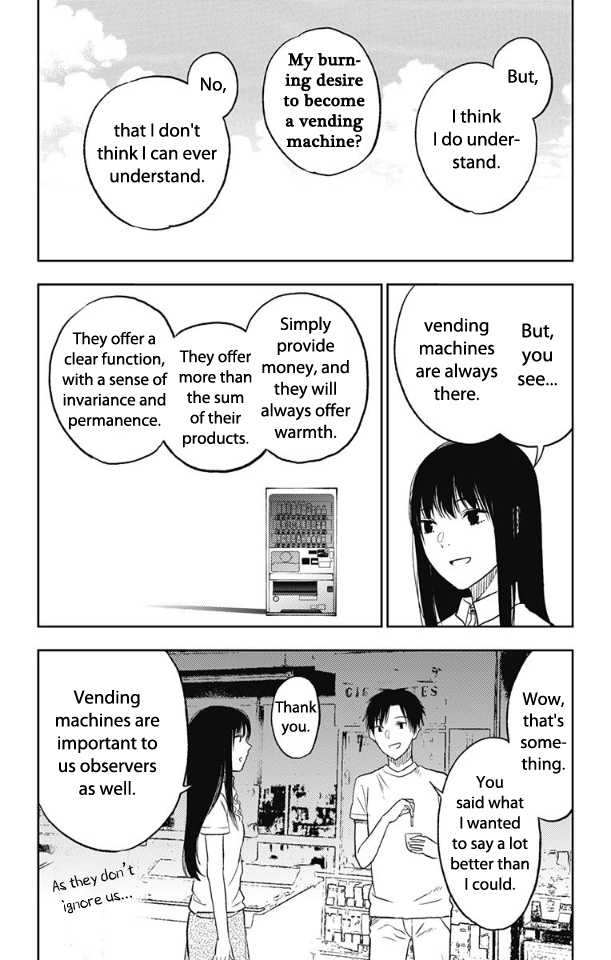 But,
I think
I do under-
stand.
My burn-
ing desire
to become
a vending
machine?
No,
that I don't
think I can ever
understand.
But,
you
see...
vending
machines
are always
there.
Simply
provide
money, and
they will
always offer
warmth.
They offer
more than
the sum
of their
products.
They offer a
clear function,
with a sense of
invariance and
permanence.
Wow,
that's
some-
thing.
You
said what
I wanted
to say a lot
better than
I could.
Thank
you.
Vending
machines are
important to
us observers
as well.
As they don't
ignore us...